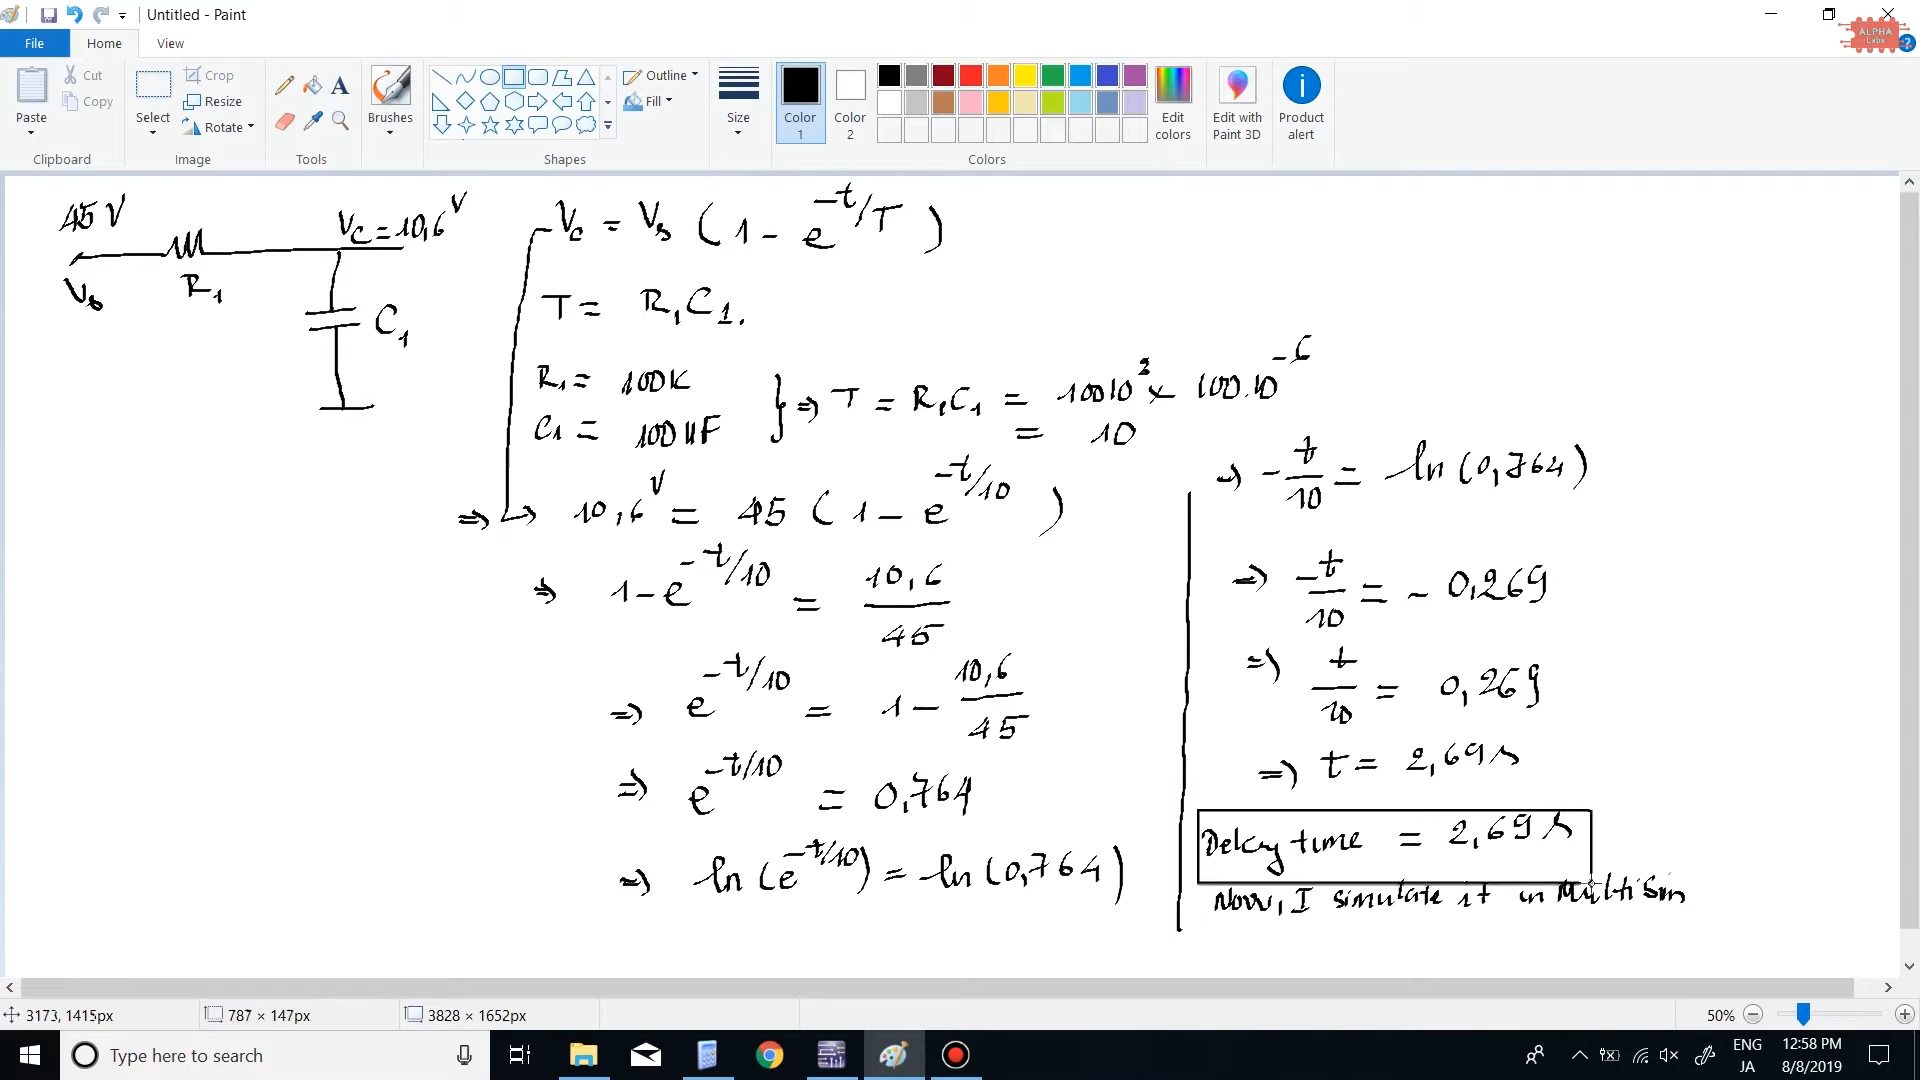 Untitled - Paint
ALPHA
Labs
File Home View
Paste
Cut
Copy
Clipboard
Select
Crop
Resize
Rotate
Image
Tools
Brushes
Shapes
Outline
Fill
Size
Color 1
Color 2
Colors
Edit colors
Edit with Paint 3D
Product alert
45 V
Vs
R1
Vc = 10,6 V
C1
Vc = Vs ( 1 - e^-t/T )
T = R1C1.
R1 = 100K
C1 = 100uF
} => T = R1C1 = 100 10^3 x 100.10^-6
= 10
=> 10,6 V = 45 ( 1 - e^-t/10 )
=> 1 - e^-t/10 = 10,6/45
=> e^-t/10 = 1 - 10,6/45
=> e^-t/10 = 0,764
=> ln (e^-t/10) = ln (0,764)
=> -t/10 = ln (0,764)
=> -t/10 = - 0,269
=> t/10 = 0,269
=> t = 2,69 s
Delay time = 2,69 s
Now, I simulate it in MultiSim
3173, 1415px
787 × 147px
3828 × 1652px
50%
Type here to search
ENG
JA
12:58 PM
8/8/2019